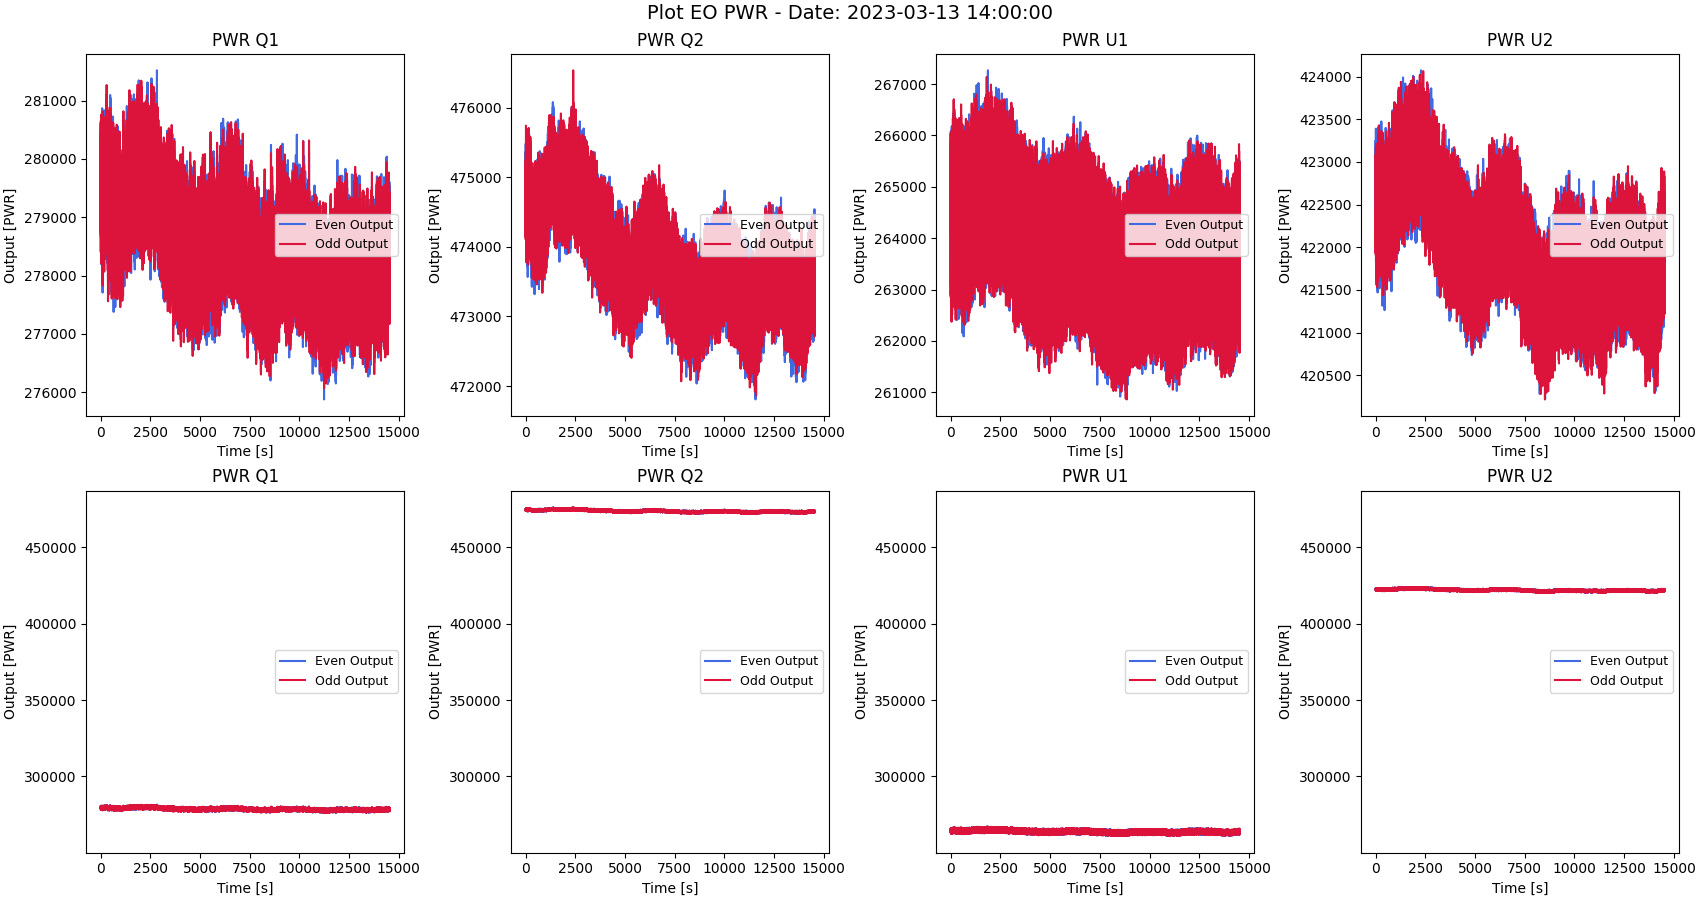 Plot EO PWR - Date: 2023-03-13 14:00:00
PWR Q1
Output [PWR]
281000
280000
279000
278000
277000
276000
Even Output
Odd Output
0 2500 5000 7500 10000 12500 15000
Time [s]
PWR Q2
Output [PWR]
476000
475000
474000
473000
472000
Even Output
Odd Output
0 2500 5000 7500 10000 12500 15000
Time [s]
PWR U1
Output [PWR]
267000
266000
265000
264000
263000
262000
261000
Even Output
Odd Output
0 2500 5000 7500 10000 12500 15000
Time [s]
PWR U2
Output [PWR]
424000
423500
423000
422500
422000
421500
421000
420500
Even Output
Odd Output
0 2500 5000 7500 10000 12500 15000
Time [s]
PWR Q1
Output [PWR]
450000
400000
350000
300000
Even Output
Odd Output
0 2500 5000 7500 10000 12500 15000
Time [s]
PWR Q2
Output [PWR]
450000
400000
350000
300000
Even Output
Odd Output
0 2500 5000 7500 10000 12500 15000
Time [s]
PWR U1
Output [PWR]
450000
400000
350000
300000
Even Output
Odd Output
0 2500 5000 7500 10000 12500 15000
Time [s]
PWR U2
Output [PWR]
450000
400000
350000
300000
Even Output
Odd Output
0 2500 5000 7500 10000 12500 15000
Time [s]